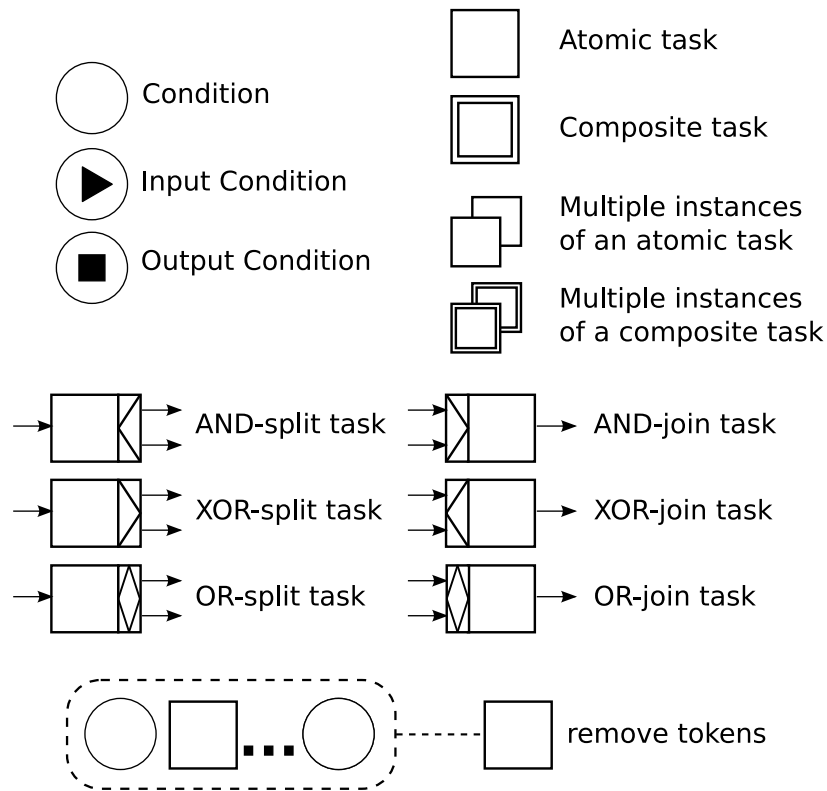 Condition
Input Condition
Output Condition
Atomic task
Composite task
Multiple instances
of an atomic task
Multiple instances
of a composite task
AND-split task
AND-join task
XOR-split task
XOR-join task
OR-split task
OR-join task
remove tokens